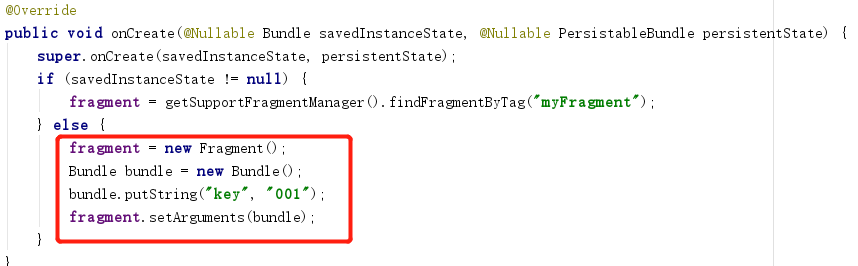 @Override
public void onCreate(@Nullable Bundle savedInstanceState, @Nullable PersistableBundle persistentState) {
    super.onCreate(savedInstanceState, persistentState);
    if (savedInstanceState != null) {
        fragment = getSupportFragmentManager().findFragmentByTag("myFragment");
    } else {
        fragment = new Fragment();
        Bundle bundle = new Bundle();
        bundle.putString("key", "001");
        fragment.setArguments(bundle);
    }
}